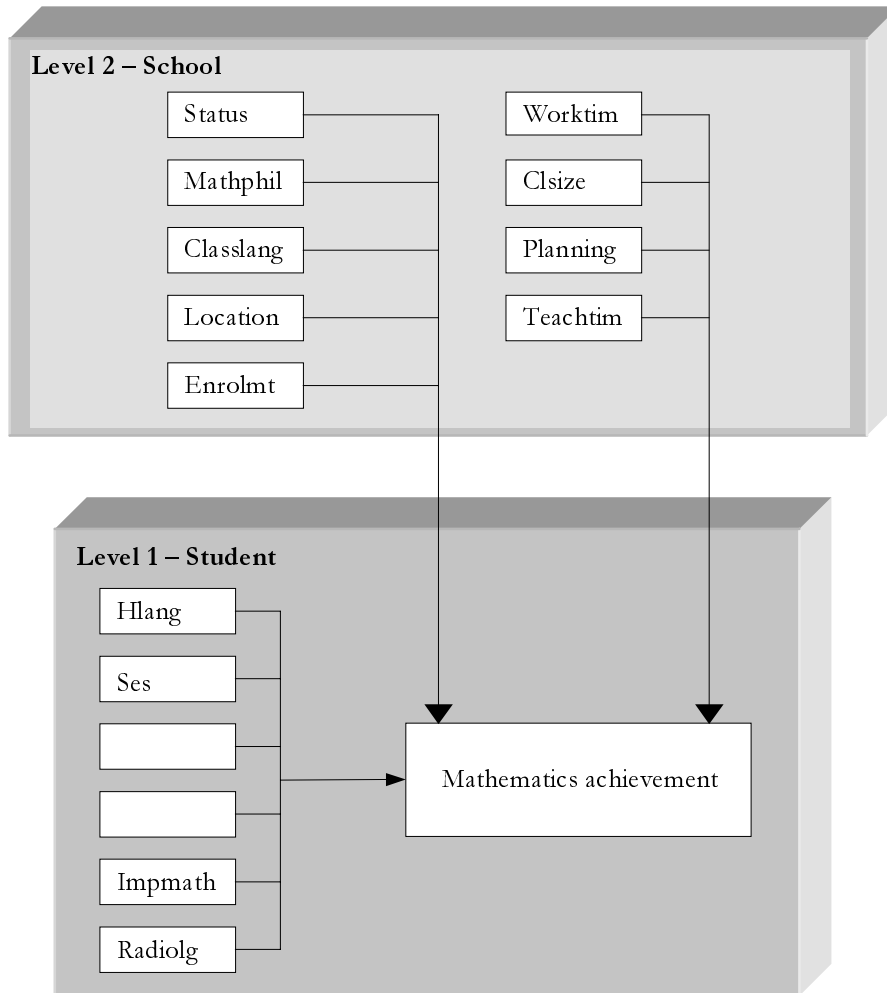 Level 2 – School
Status
Mathphil
Classlang
Location
Enrolmt
Worktim
Clsize
Planning
Teachtim
Level 1 – Student
Hlang
Ses
Impmath
Radiolg
Mathematics achievement